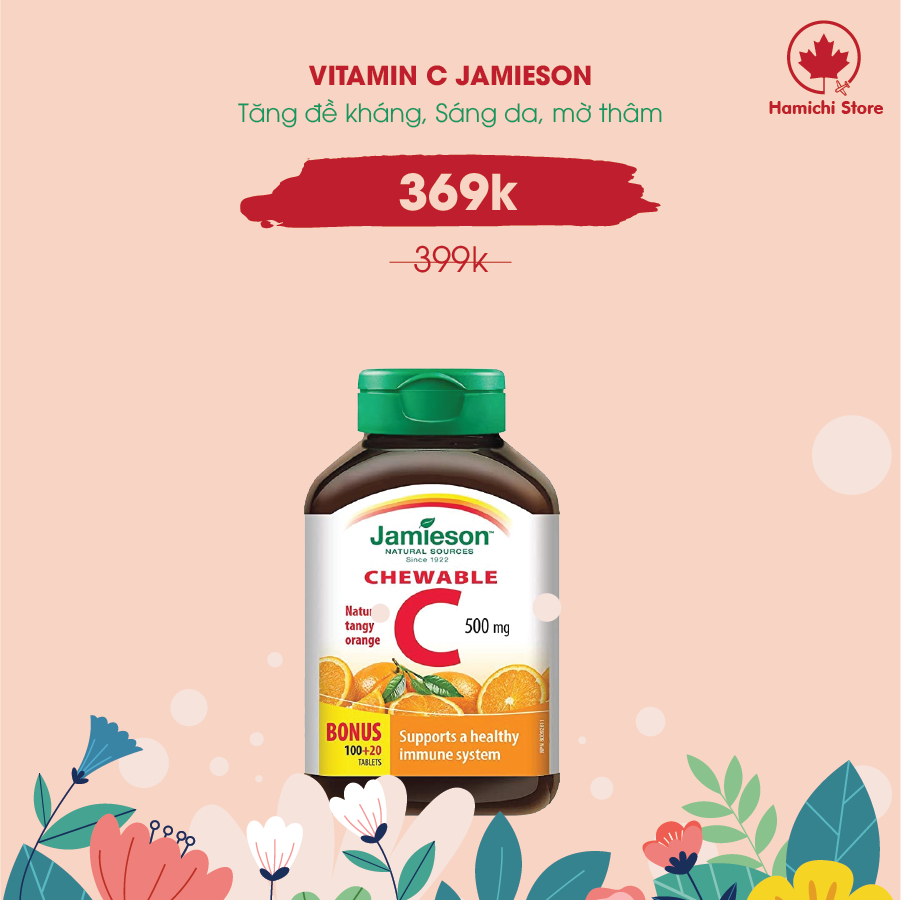 VITAMIN C JAMIESON
Tăng đề kháng, Sáng da, mờ thâm
Hamichi Store
369k
399k
Jamieson™
NATURAL SOURCES
Since 1922
CHEWABLE
C
500 mg
tangy
orange
BONUS
100+20
TABLETS
Supports a healthy
immune system